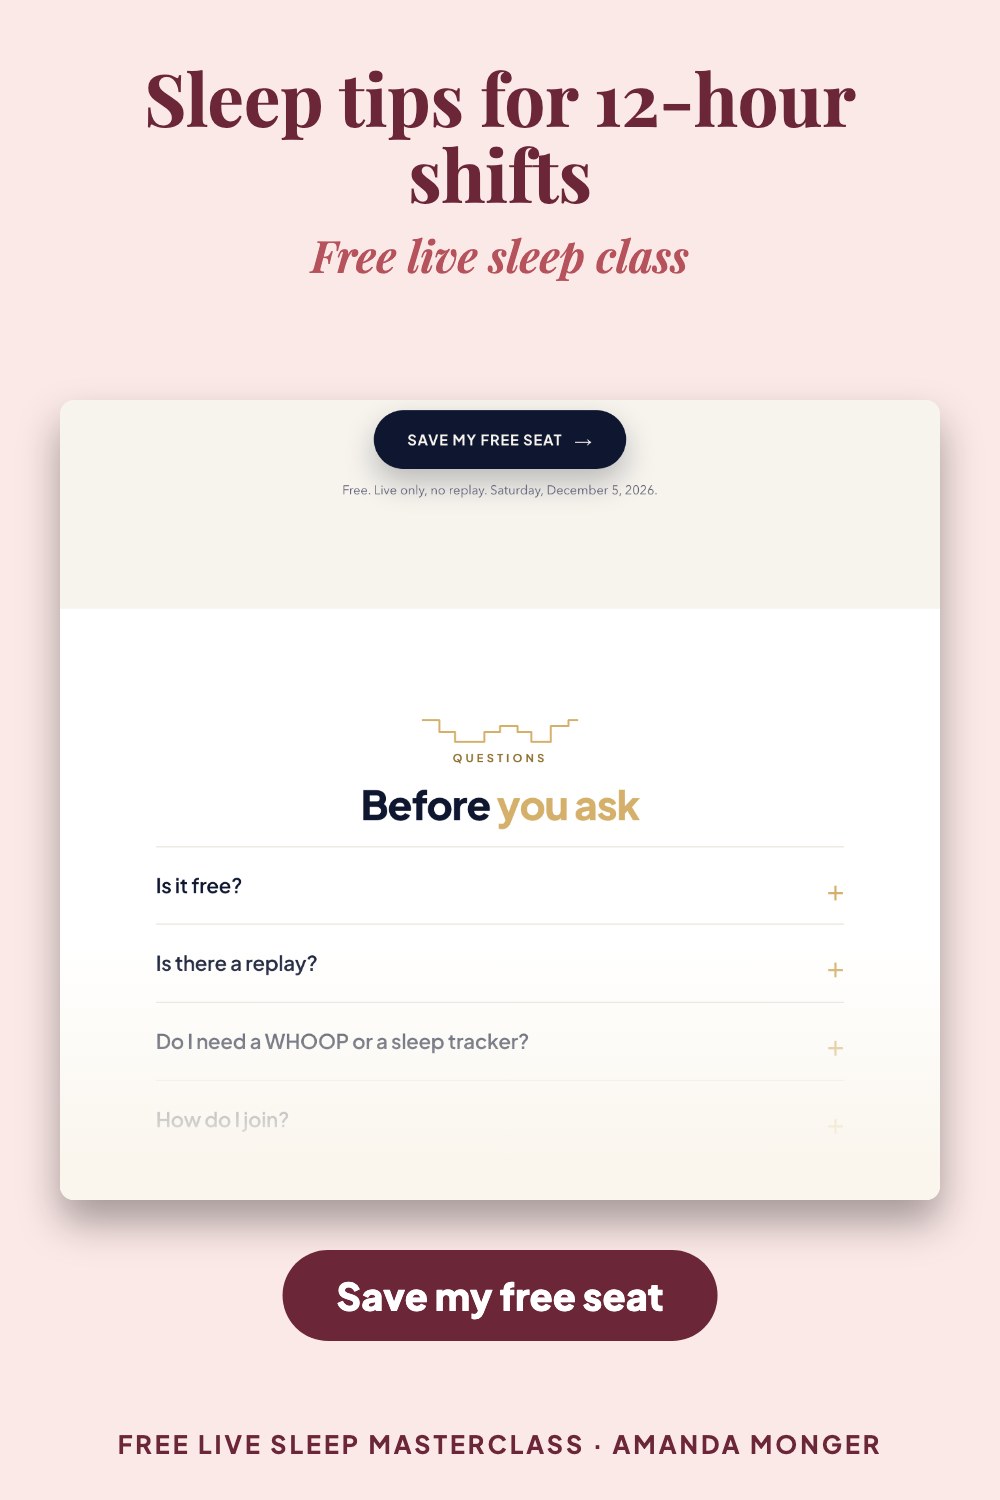 Sleep tips for 12-hour
shifts
Free live sleep class
SAVE MY FREE SEAT →
Free. Live only, no replay. Saturday, December 5, 2026.
QUESTIONS
Before you ask
Is it free? +
Is there a replay? +
Do I need a WHOOP or a sleep tracker? +
How do I join? +
Save my free seat
FREE LIVE SLEEP MASTERCLASS · AMANDA MONGER